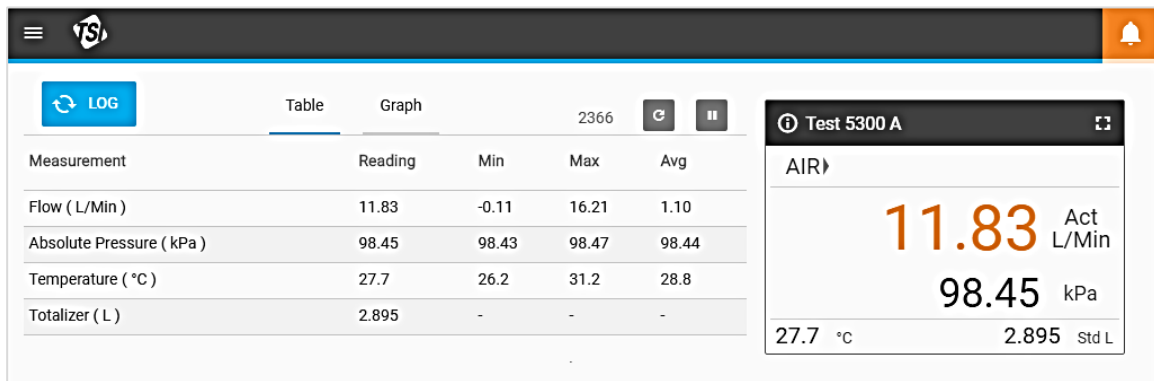 TSI
LOG
Table Graph 2366
Measurement Reading Min Max Avg
Flow ( L/Min ) 11.83 -0.11 16.21 1.10
Absolute Pressure ( kPa ) 98.45 98.43 98.47 98.44
Temperature ( °C ) 27.7 26.2 31.2 28.8
Totalizer ( L ) 2.895 - - -
Test 5300 A
AIR
11.83 Act L/Min
98.45 kPa
27.7 °C 2.895 Std L